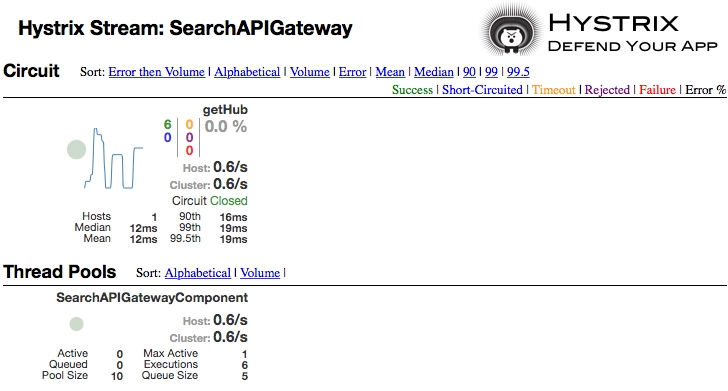 Hystrix Stream: SearchAPIGateway
HYSTRIX
DEFEND YOUR APP
Circuit Sort: Error then Volume | Alphabetical | Volume | Error | Mean | Median | 90 | 99 | 99.5
Success | Short-Circuited | Timeout | Rejected | Failure | Error %
getHub
6 0 0.0 %
0 0
0
Host: 0.6/s
Cluster: 0.6/s
Circuit Closed
Hosts 1 90th 16ms
Median 12ms 99th 19ms
Mean 12ms 99.5th 19ms
Thread Pools Sort: Alphabetical | Volume |
SearchAPIGatewayComponent
Host: 0.6/s
Cluster: 0.6/s
Active 0 Max Active 1
Queued 0 Executions 6
Pool Size 10 Queue Size 5